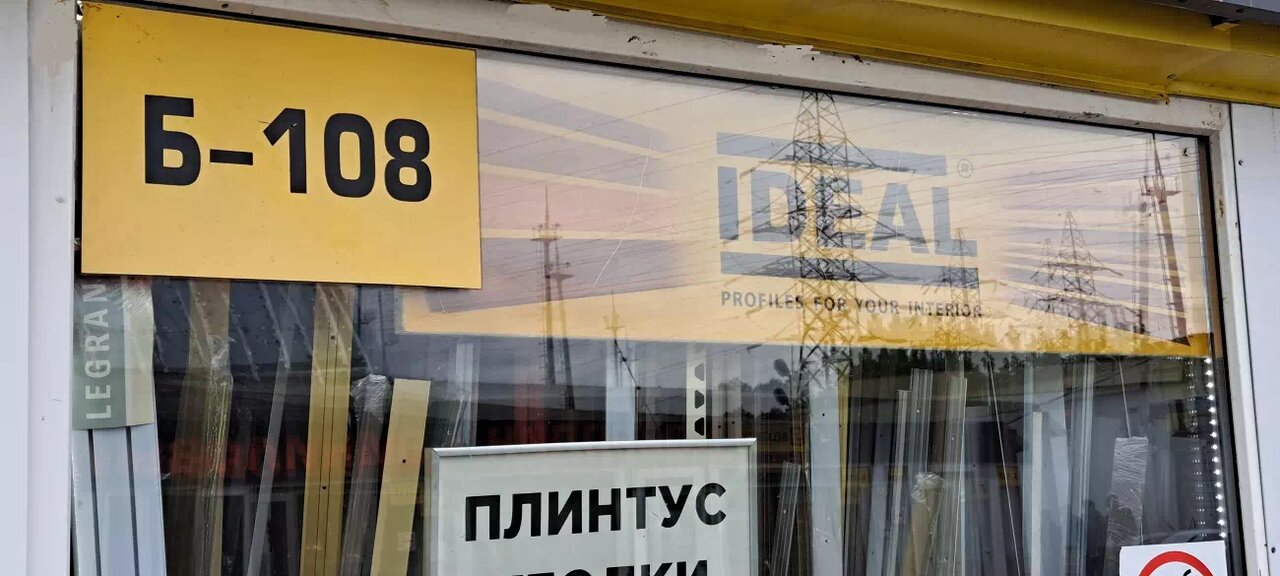 Б-108
IDEAL®
PROFILES FOR YOUR INTERIOR
LEGRAN
ПЛИНТУС